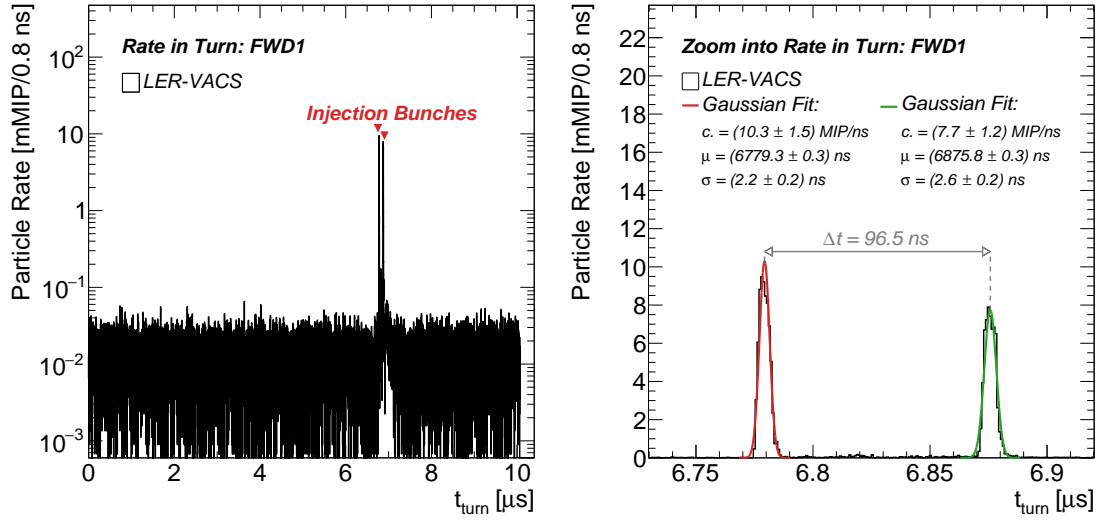 Particle Rate [mMIP/0.8 ns]
10²
10
1
10⁻¹
10⁻²
10⁻³
Rate in Turn: FWD1
LER-VACS
Injection Bunches
0 2 4 6 8 10
t_turn [μs]
Particle Rate [mMIP/0.8 ns]
22
20
18
16
14
12
10
8
6
4
2
0
Zoom into Rate in Turn: FWD1
LER-VACS
Gaussian Fit:
c. = (10.3 ± 1.5) MIP/ns
μ = (6779.3 ± 0.3) ns
σ = (2.2 ± 0.2) ns
Gaussian Fit:
c. = (7.7 ± 1.2) MIP/ns
μ = (6875.8 ± 0.3) ns
σ = (2.6 ± 0.2) ns
Δt = 96.5 ns
6.75 6.8 6.85 6.9
t_turn [μs]